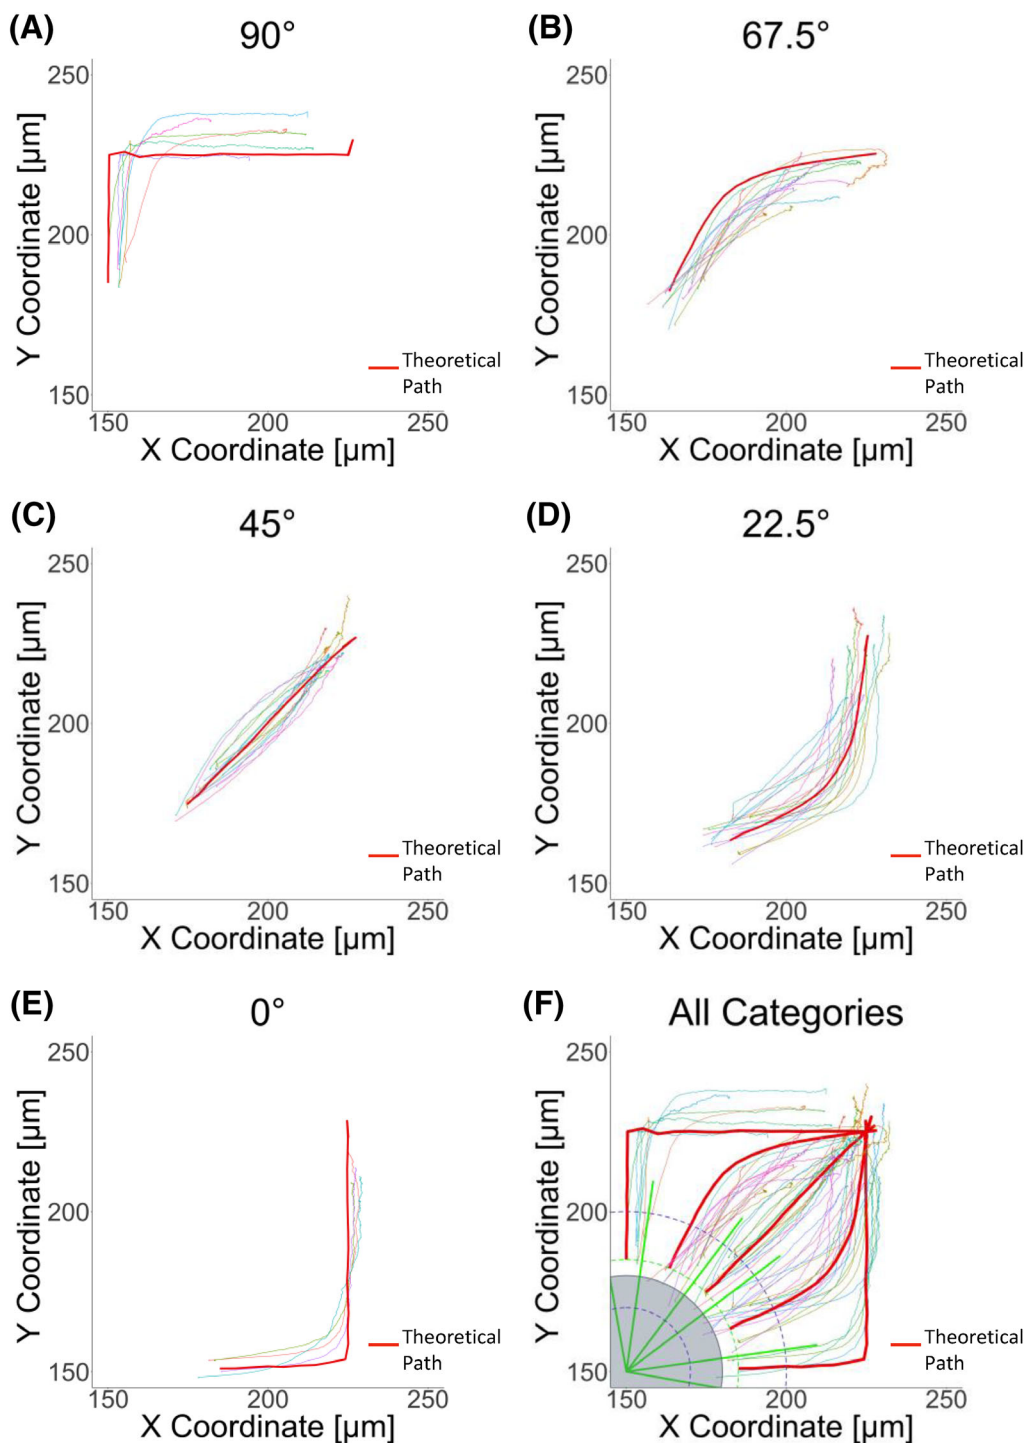 (A)
90°
250
200
150
Y Coordinate [µm]
Theoretical
Path
150
200
250
X Coordinate [µm]
(B)
67.5°
250
200
150
Y Coordinate [µm]
Theoretical
Path
150
200
250
X Coordinate [µm]
(C)
45°
250
200
150
Y Coordinate [µm]
Theoretical
Path
150
200
250
X Coordinate [µm]
(D)
22.5°
250
200
150
Y Coordinate [µm]
Theoretical
Path
150
200
250
X Coordinate [µm]
(E)
0°
250
200
150
Y Coordinate [µm]
Theoretical
Path
150
200
250
X Coordinate [µm]
(F)
All Categories
250
200
150
Y Coordinate [µm]
Theoretical
Path
150
200
250
X Coordinate [µm]